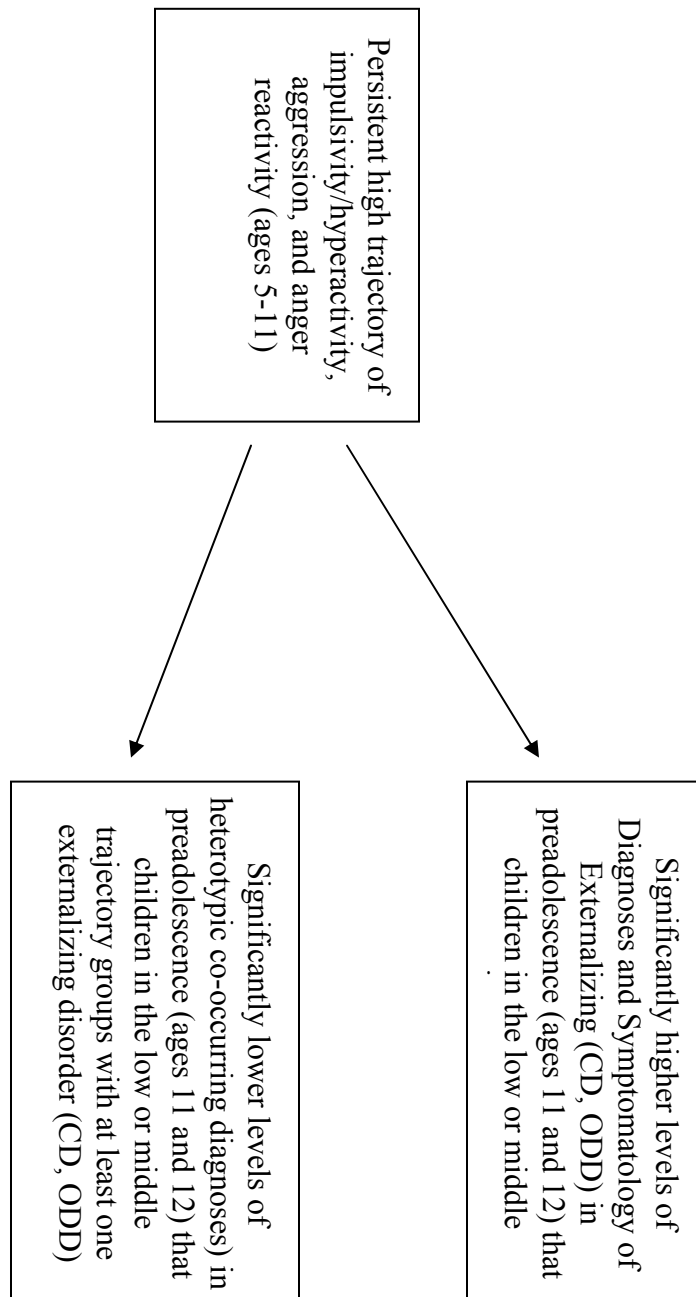 Persistent high trajectory of
impulsivity/hyperactivity,
aggression, and anger
reactivity (ages 5-11)
Significantly higher levels of
Diagnoses and Symptomatology of
Externalizing (CD, ODD) in
preadolescence (ages 11 and 12) that
children in the low or middle
.
Significantly lower levels of
heterotypic co-occurring diagnoses) in
preadolescence (ages 11 and 12) that
children in the low or middle
trajectory groups with at least one
externalizing disorder (CD, ODD)